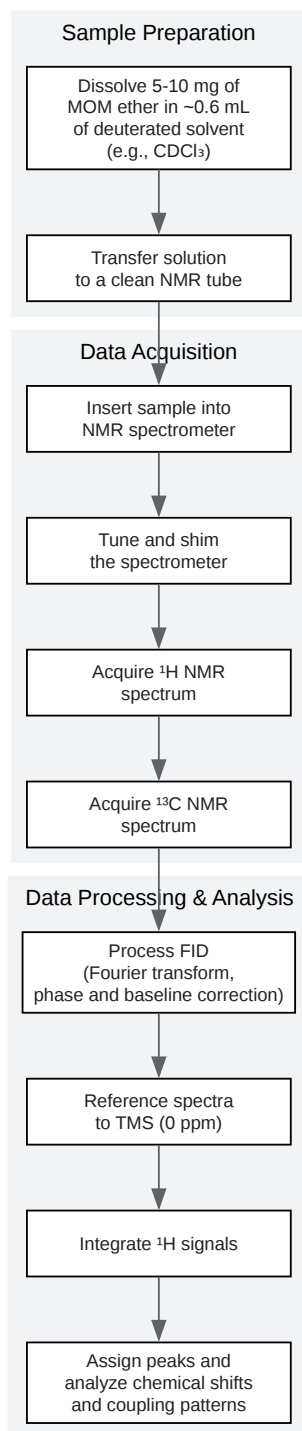 Sample Preparation
Dissolve 5-10 mg of
MOM ether in ~0.6 mL
of deuterated solvent
(e.g., CDCl₃)
Transfer solution
to a clean NMR tube
Data Acquisition
Insert sample into
NMR spectrometer
Tune and shim
the spectrometer
Acquire ¹H NMR
spectrum
Acquire ¹³C NMR
spectrum
Data Processing & Analysis
Process FID
(Fourier transform,
phase and baseline correction)
Reference spectra
to TMS (0 ppm)
Integrate ¹H signals
Assign peaks and
analyze chemical shifts
and coupling patterns